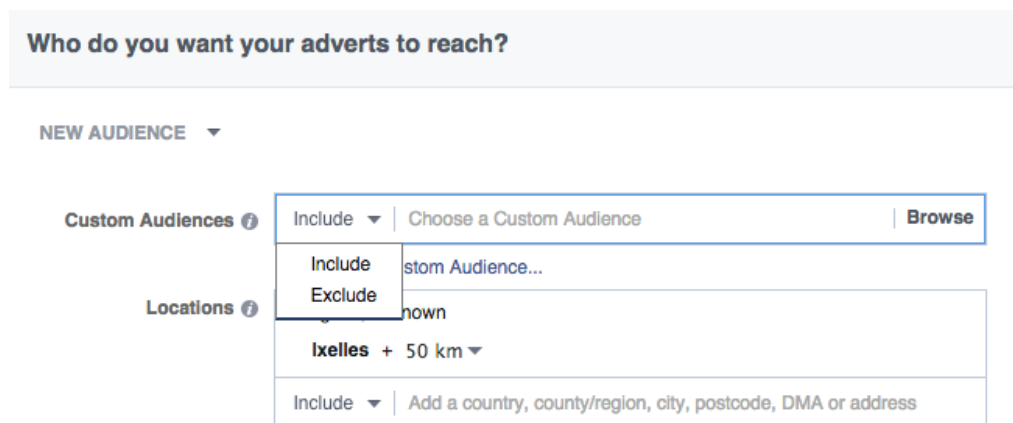 Who do you want your adverts to reach?
NEW AUDIENCE
Custom Audiences Include Choose a Custom Audience Browse
Include
stom Audience...
Exclude
Locations
nown
Ixelles + 50 km
Include Add a country, county/region, city, postcode, DMA or address